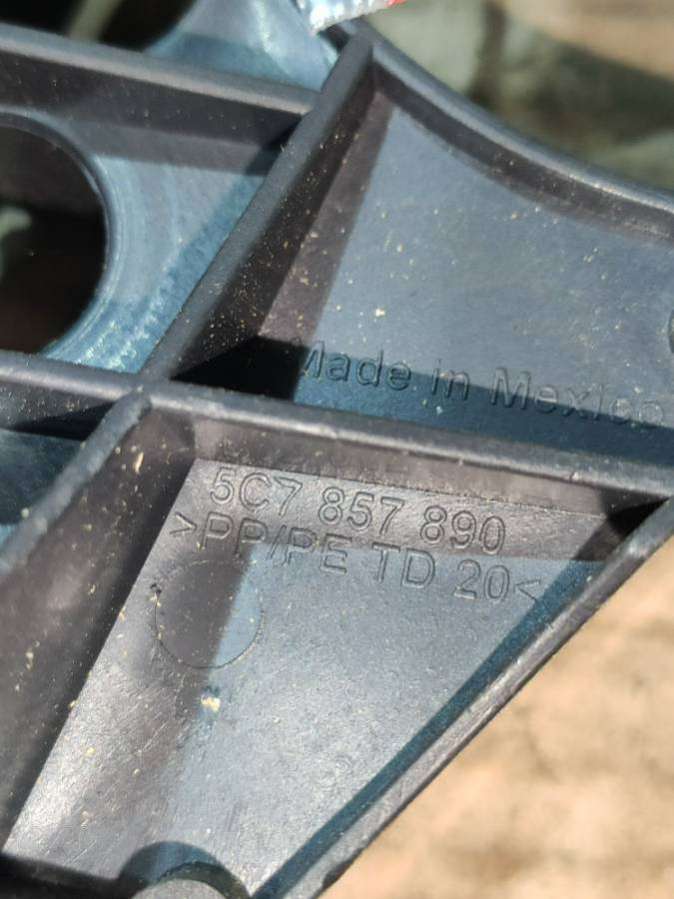 Made in Mexico
5C7 857 890
>PP/PE TD 20<